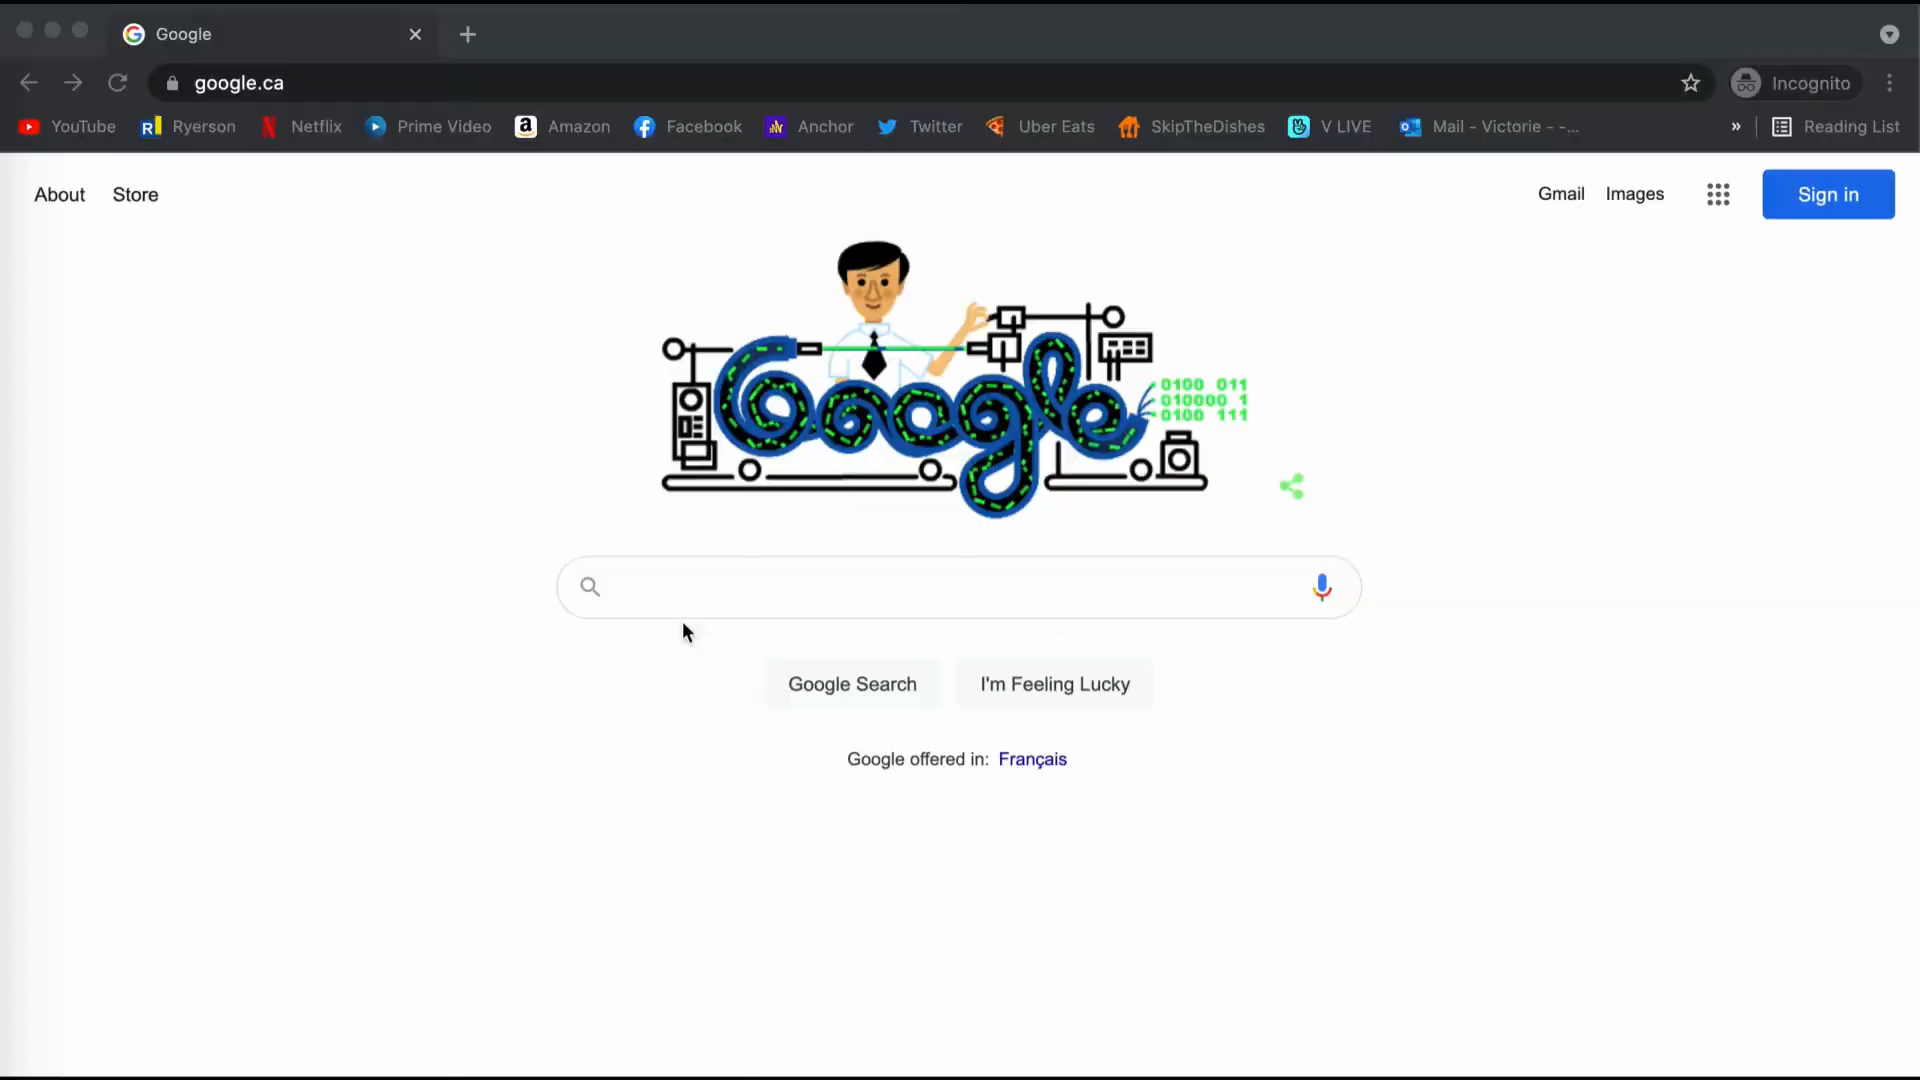 Google
google.ca
Incognito
YouTube Ryerson Netflix Prime Video Amazon Facebook Anchor Twitter Uber Eats SkipTheDishes V LIVE Mail - Victorie - -... » Reading List
About Store Gmail Images Sign in
Google
0100 011
010000 1
0100 111
Google Search I'm Feeling Lucky
Google offered in: Français